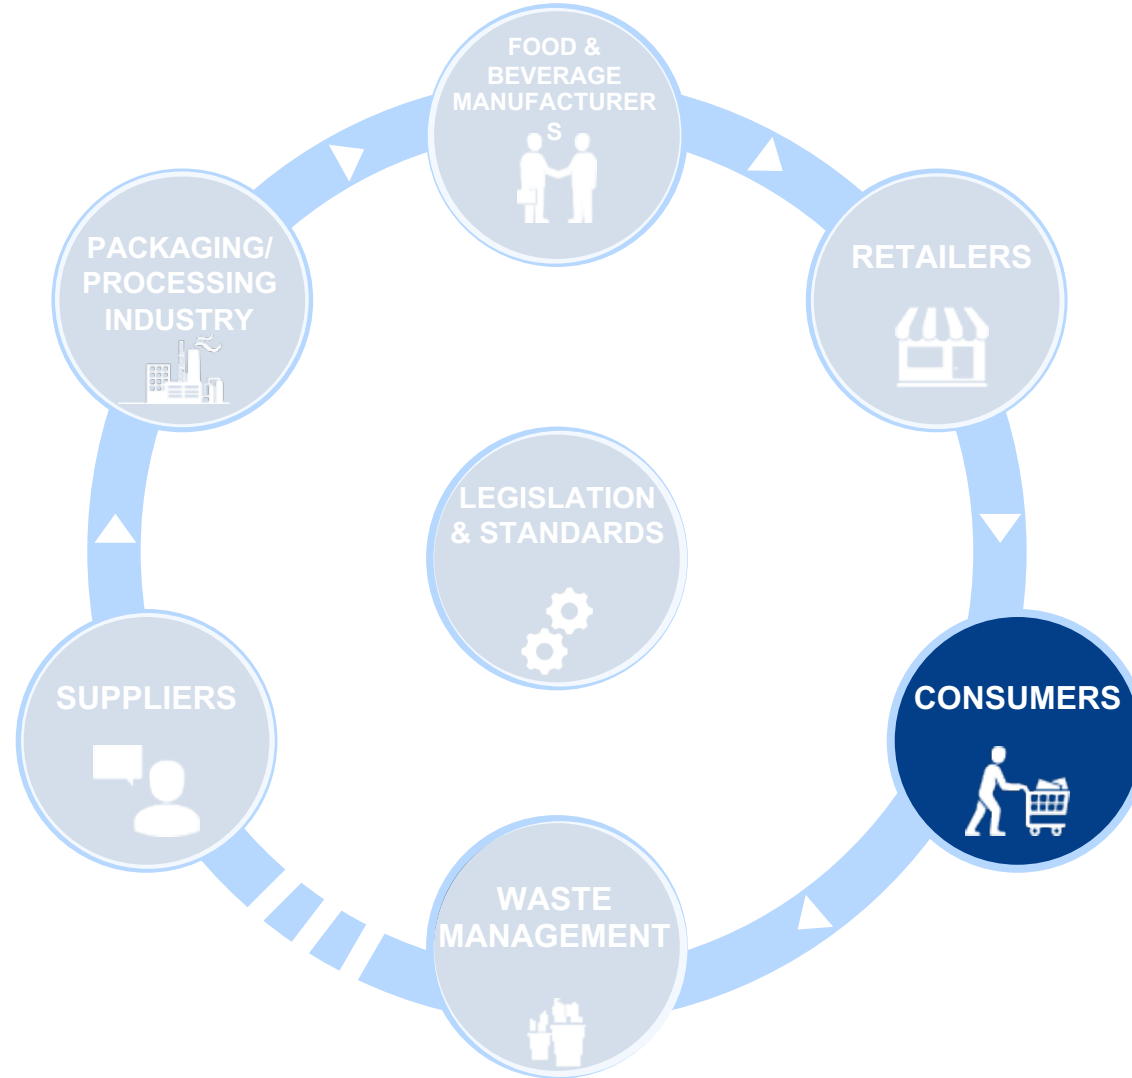 FOOD &
BEVERAGE
MANUFACTURER
S
PACKAGING/
PROCESSING
INDUSTRY
RETAILERS
LEGISLATION
& STANDARDS
SUPPLIERS
CONSUMERS
WASTE
MANAGEMENT